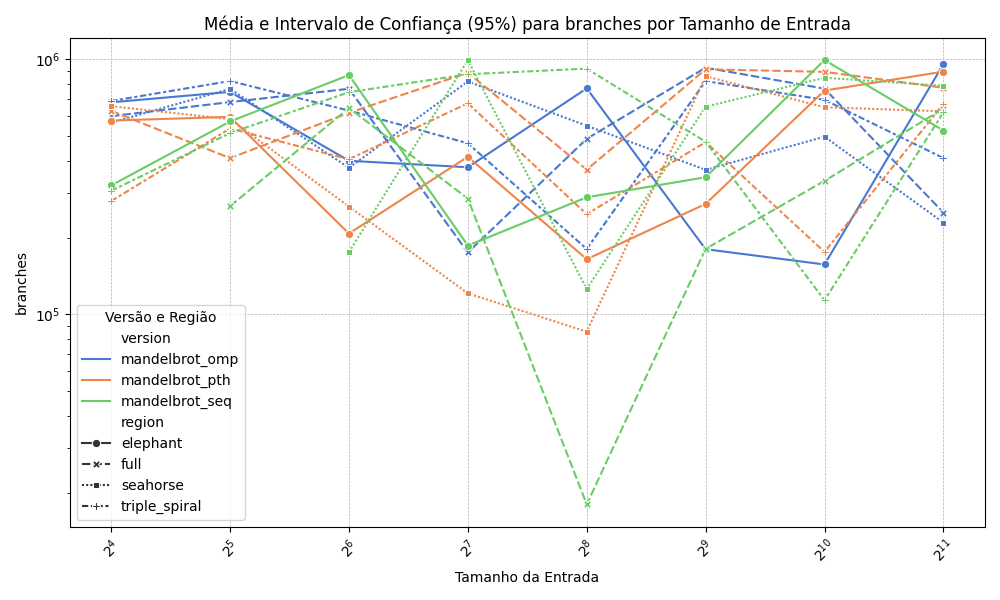 Média e Intervalo de Confiança (95%) para branches por Tamanho de Entrada
branches
10⁶
10⁵
Versão e Região
version
mandelbrot_omp
mandelbrot_pth
mandelbrot_seq
region
elephant
full
seahorse
triple_spiral
2⁴ 2⁵ 2⁶ 2⁷ 2⁸ 2⁹ 2¹⁰ 2¹¹
Tamanho da Entrada